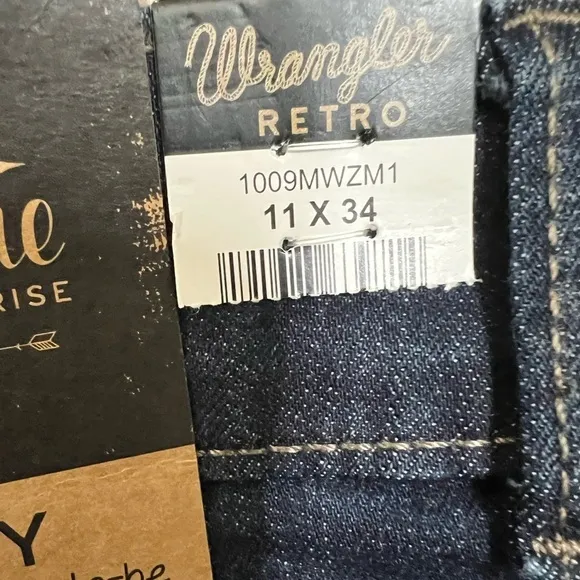 Wrangler
RETRO
1009MWZM1
11 X 34
RISE
Y